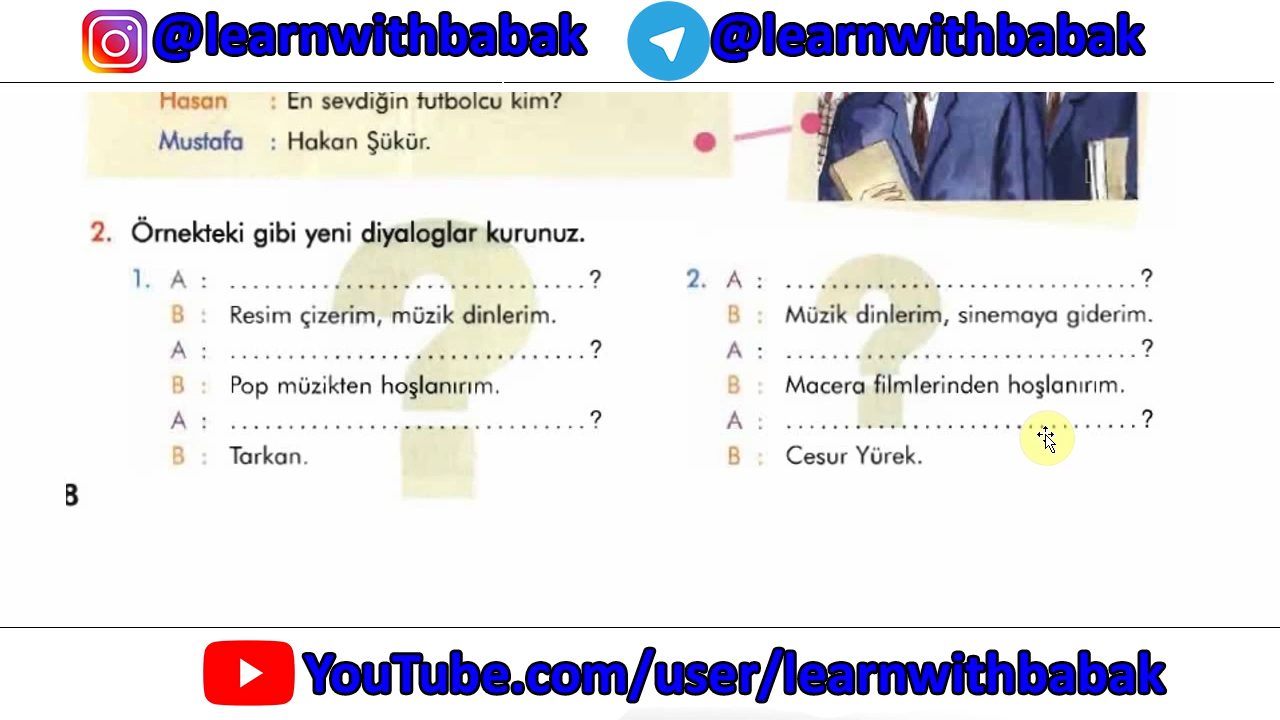 @learnwithbabak @learnwithbabak
Hasan : En sevdiğin futbolcu kim?
Mustafa : Hakan Şükür.
2. Örnekteki gibi yeni diyaloglar kurunuz.
1. A : ..............................?
B : Resim çizerim, müzik dinlerim.
A : ..............................?
B : Pop müzikten hoşlanırım.
A : ..............................?
B : Tarkan.
2. A : ..............................?
B : Müzik dinlerim, sinemaya giderim.
A : ..............................?
B : Macera filmlerinden hoşlanırım.
A : ..............................?
B : Cesur Yürek.
B
YouTube.com/user/learnwithbabak